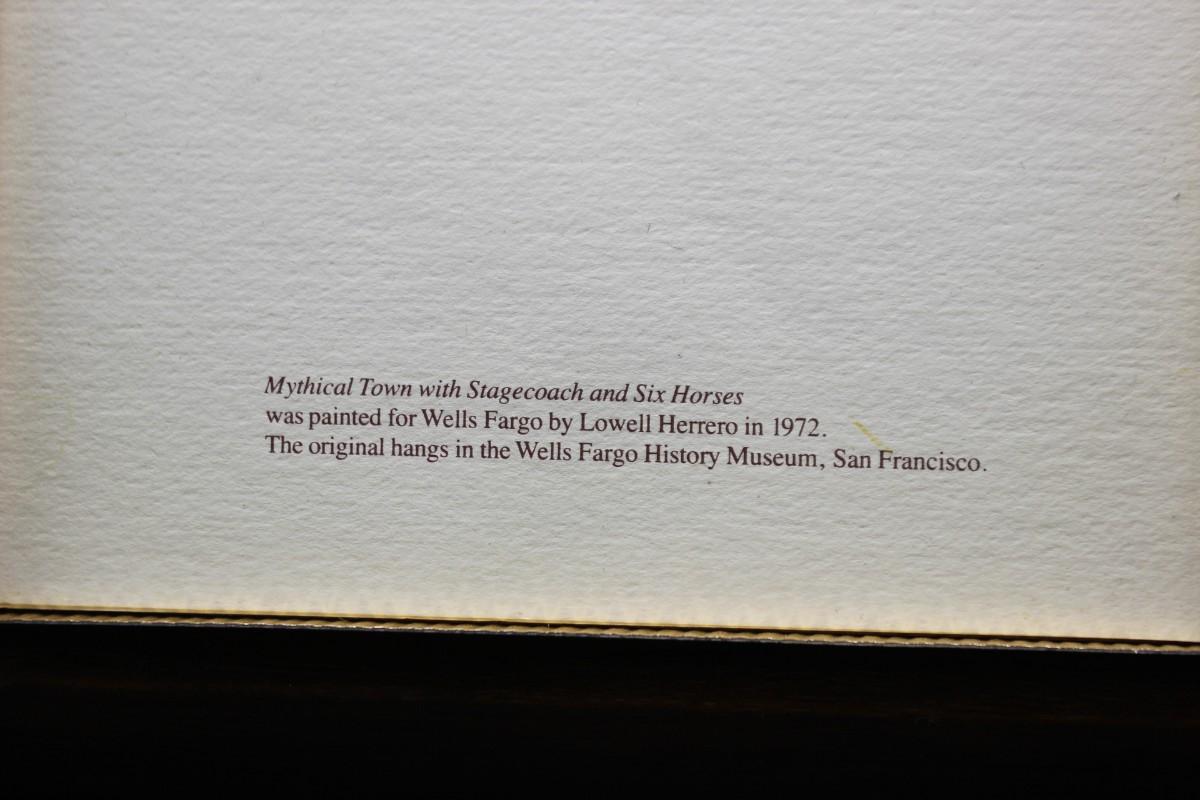 Mythical Town with Stagecoach and Six Horses
was painted for Wells Fargo by Lowell Herrero in 1972.
The original hangs in the Wells Fargo History Museum, San Francisco.